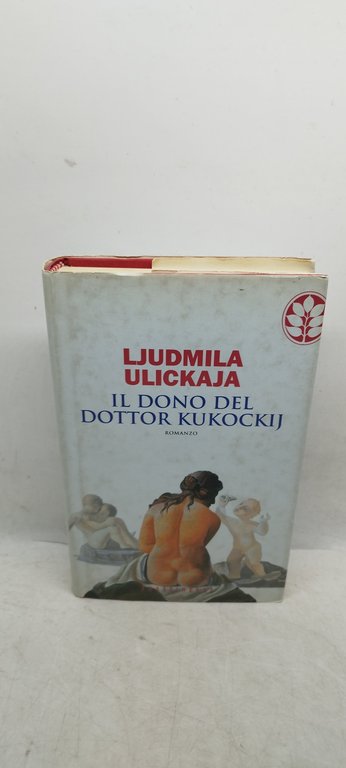 LJUDMILA
ULICKAJA
IL DONO DEL
DOTTOR KUKOCKIJ
ROMANZO